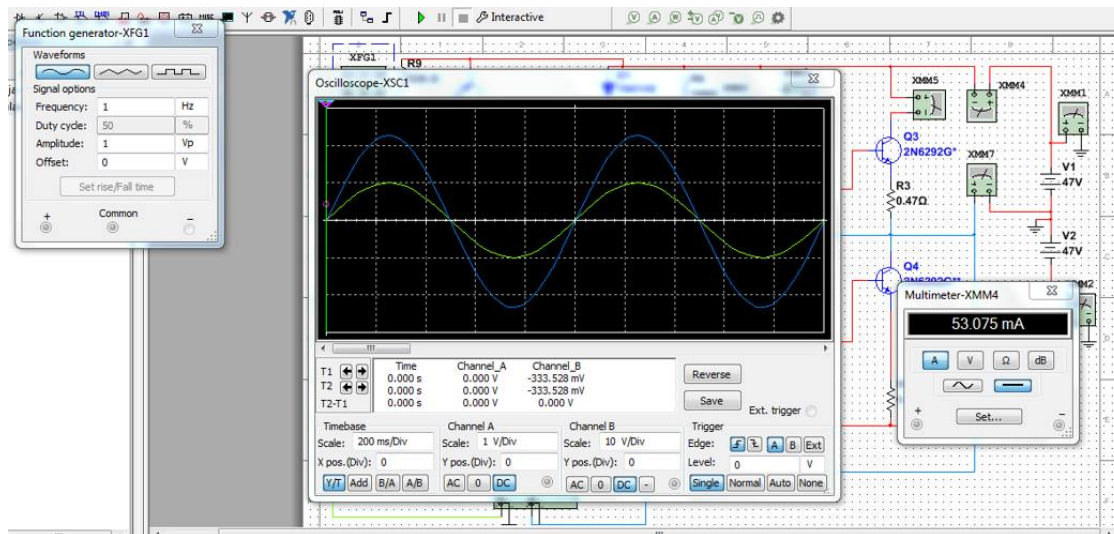 Interactive
Function generator-XFG1
Waveforms
Signal options
Frequency: 1 Hz
Duty cycle: 50 %
Amplitude: 1 Vp
Offset: 0 V
Set rise/Fall time
+ Common −
XFG1
R9
Oscilloscope-XSC1
Time Channel_A Channel_B
T1 0.000 s 0.000 V -333.528 mV
T2 0.000 s 0.000 V -333.528 mV
T2-T1 0.000 s 0.000 V 0.000 V
Reverse
Save
Ext. trigger
Timebase
Scale: 200 ms/Div
X pos.(Div): 0
Y/T Add B/A A/B
Channel A
Scale: 1 V/Div
Y pos.(Div): 0
AC 0 DC
Channel B
Scale: 10 V/Div
Y pos.(Div): 0
AC 0 DC -
Trigger
Edge: A B Ext
Level: 0 V
Single Normal Auto None
XMM5
XMM4
XMM1
Q3
2N6292G*
XMM7
V1
47V
R3
0.47Ω
V2
47V
Q4
Multimeter-XMM4
53.075 mA
A V Ω dB
+ Set... −